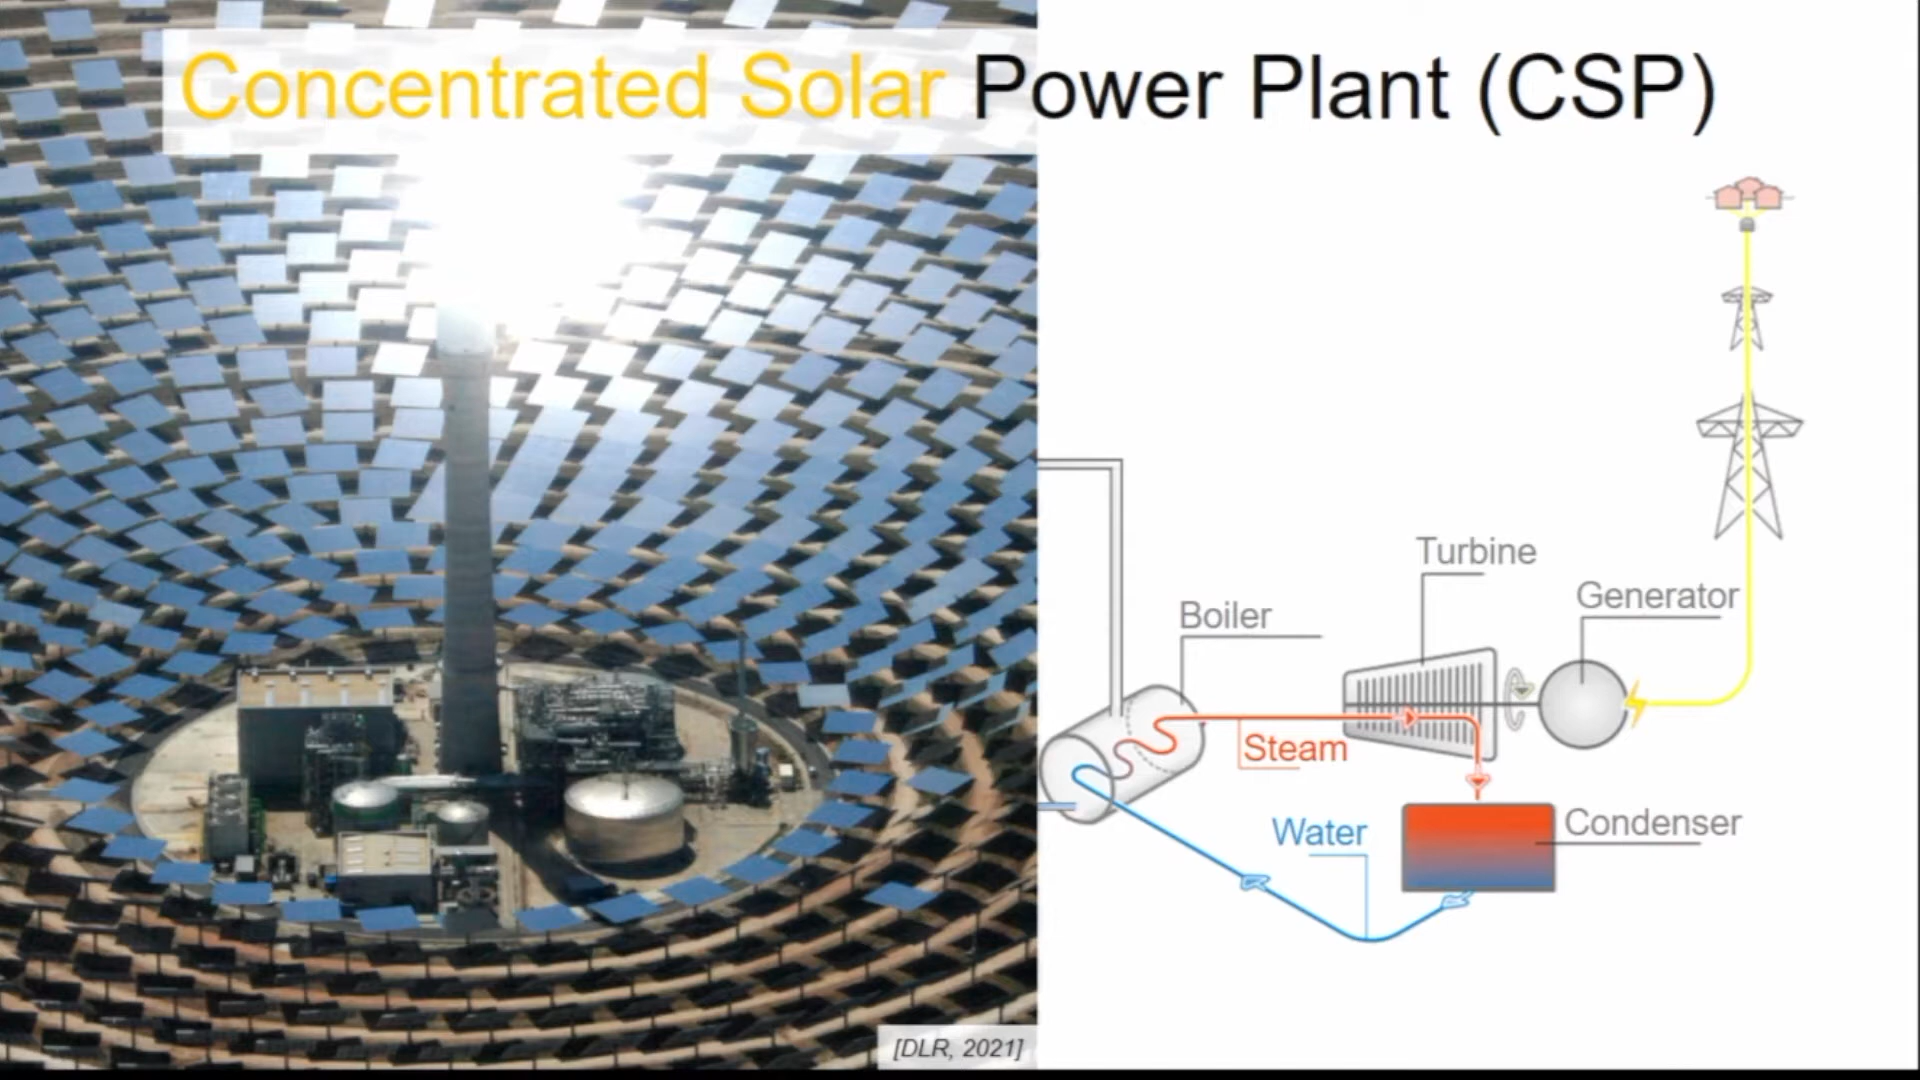 Concentrated Solar Power Plant (CSP)
Turbine
Generator
Boiler
Steam
Water
Condenser
[DLR, 2021]